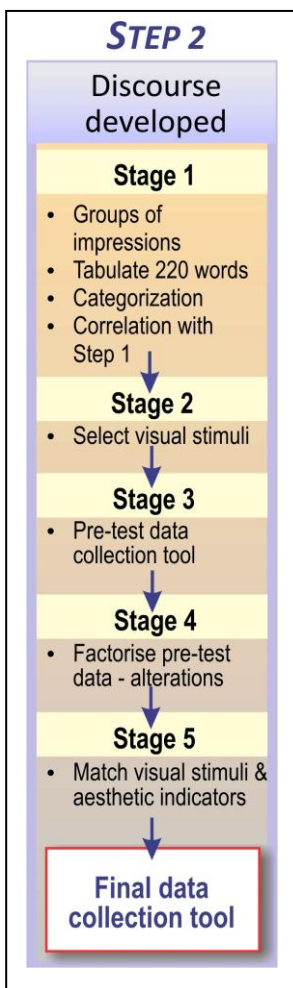 STEP 2
Discourse
developed
Stage 1
• Groups of
impressions
• Tabulate 220 words
• Categorization
• Correlation with
Step 1
Stage 2
• Select visual stimuli
Stage 3
• Pre-test data
collection tool
Stage 4
• Factorise pre-test
data - alterations
Stage 5
• Match visual stimuli &
aesthetic indicators
Final data
collection tool